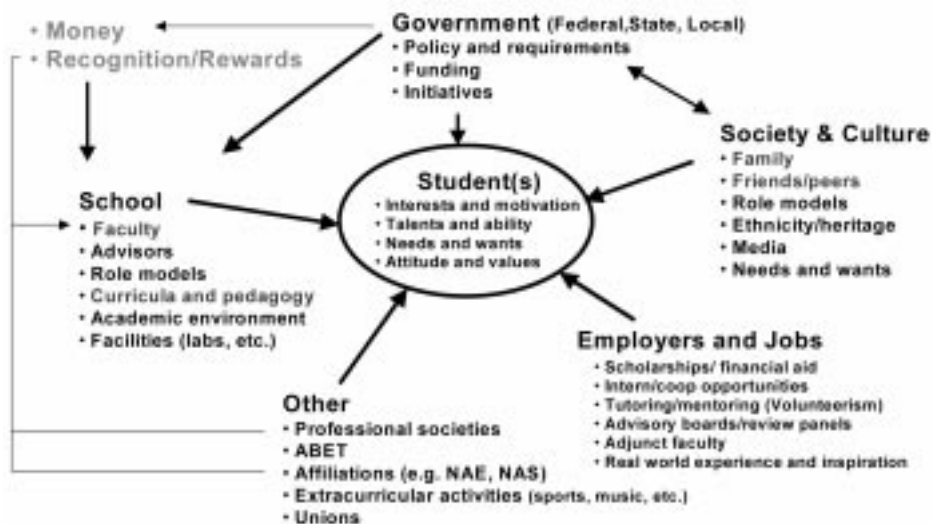 • Money
• Recognition/Rewards
Government (Federal,State, Local)
• Policy and requirements
• Funding
• Initiatives
Society & Culture
• Family
• Friends/peers
• Role models
• Ethnicity/heritage
• Media
• Needs and wants
Student(s)
• Interests and motivation
• Talents and ability
• Needs and wants
• Attitude and values
School
• Faculty
• Advisors
• Role models
• Curricula and pedagogy
• Academic environment
• Facilities (labs, etc.)
Employers and Jobs
• Scholarships/ financial aid
• Intern/coop opportunities
• Tutoring/mentoring (Volunteerism)
• Advisory boards/review panels
• Adjunct faculty
• Real world experience and inspiration
Other
• Professional societies
• ABET
• Affiliations (e.g. NAE, NAS)
• Extracurricular activities (sports, music, etc.)
• Unions